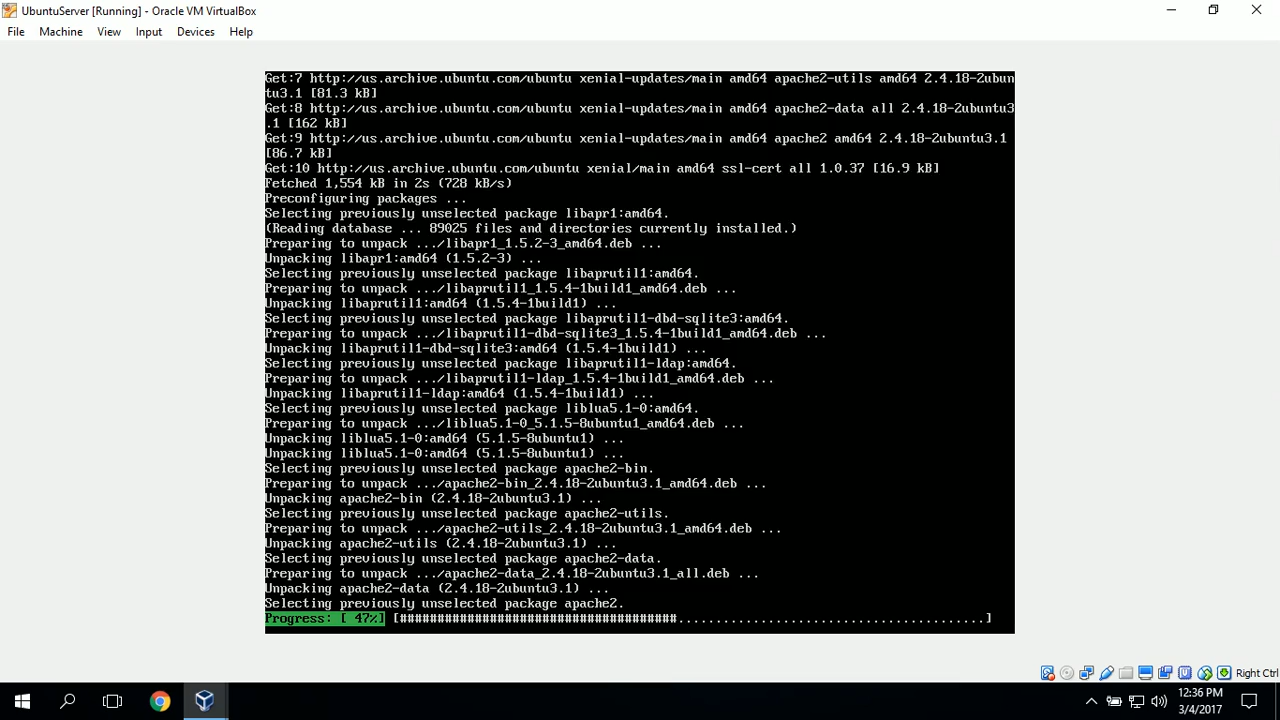 UbuntuServer [Running] - Oracle VM VirtualBox
File Machine View Input Devices Help
Get:7 http://us.archive.ubuntu.com/ubuntu xenial-updates/main amd64 apache2-utils amd64 2.4.18-2ubun
tu3.1 [81.3 kB]
Get:8 http://us.archive.ubuntu.com/ubuntu xenial-updates/main amd64 apache2-data all 2.4.18-2ubuntu3
.1 [162 kB]
Get:9 http://us.archive.ubuntu.com/ubuntu xenial-updates/main amd64 apache2 amd64 2.4.18-2ubuntu3.1
[86.7 kB]
Get:10 http://us.archive.ubuntu.com/ubuntu xenial/main amd64 ssl-cert all 1.0.37 [16.9 kB]
Fetched 1,554 kB in 2s (728 kB/s)
Preconfiguring packages ...
Selecting previously unselected package libapr1:amd64.
(Reading database ... 89025 files and directories currently installed.)
Preparing to unpack .../libapr1_1.5.2-3_amd64.deb ...
Unpacking libapr1:amd64 (1.5.2-3) ...
Selecting previously unselected package libaprutil1:amd64.
Preparing to unpack .../libaprutil1_1.5.4-1build1_amd64.deb ...
Unpacking libaprutil1:amd64 (1.5.4-1build1) ...
Selecting previously unselected package libaprutil1-dbd-sqlite3:amd64.
Preparing to unpack .../libaprutil1-dbd-sqlite3_1.5.4-1build1_amd64.deb ...
Unpacking libaprutil1-dbd-sqlite3:amd64 (1.5.4-1build1) ...
Selecting previously unselected package libaprutil1-ldap:amd64.
Preparing to unpack .../libaprutil1-ldap_1.5.4-1build1_amd64.deb ...
Unpacking libaprutil1-ldap:amd64 (1.5.4-1build1) ...
Selecting previously unselected package liblua5.1-0:amd64.
Preparing to unpack .../liblua5.1-0_5.1.5-8ubuntu1_amd64.deb ...
Unpacking liblua5.1-0:amd64 (5.1.5-8ubuntu1) ...
Unpacking liblua5.1-0:amd64 (5.1.5-8ubuntu1) ...
Selecting previously unselected package apache2-bin.
Preparing to unpack .../apache2-bin_2.4.18-2ubuntu3.1_amd64.deb ...
Unpacking apache2-bin (2.4.18-2ubuntu3.1) ...
Selecting previously unselected package apache2-utils.
Preparing to unpack .../apache2-utils_2.4.18-2ubuntu3.1_amd64.deb ...
Unpacking apache2-utils (2.4.18-2ubuntu3.1) ...
Selecting previously unselected package apache2-data.
Preparing to unpack .../apache2-data_2.4.18-2ubuntu3.1_all.deb ...
Unpacking apache2-data (2.4.18-2ubuntu3.1) ...
Selecting previously unselected package apache2.
Progress: [ 47%] [#####################################.........................................]
Right Ctrl
12:36 PM
3/4/2017